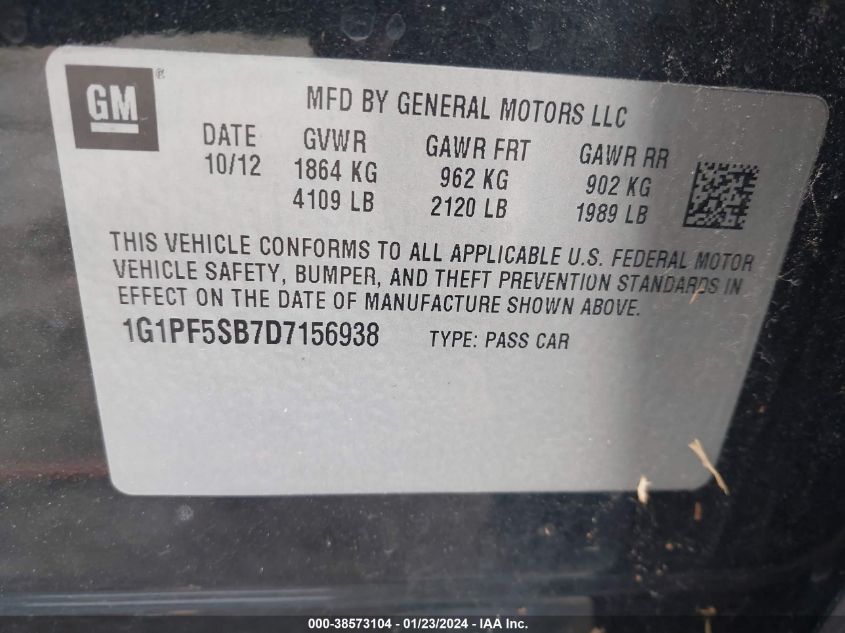 GM®
MFD BY GENERAL MOTORS LLC
DATE GVWR GAWR FRT GAWR RR
10/12 1864 KG 962 KG 902 KG
4109 LB 2120 LB 1989 LB
THIS VEHICLE CONFORMS TO ALL APPLICABLE U.S. FEDERAL MOTOR
VEHICLE SAFETY, BUMPER, AND THEFT PREVENTION STANDARDS IN
EFFECT ON THE DATE OF MANUFACTURE SHOWN ABOVE.
1G1PF5SB7D7156938 TYPE: PASS CAR
000-38573104 / 01/23/2024 - © IAA Inc.